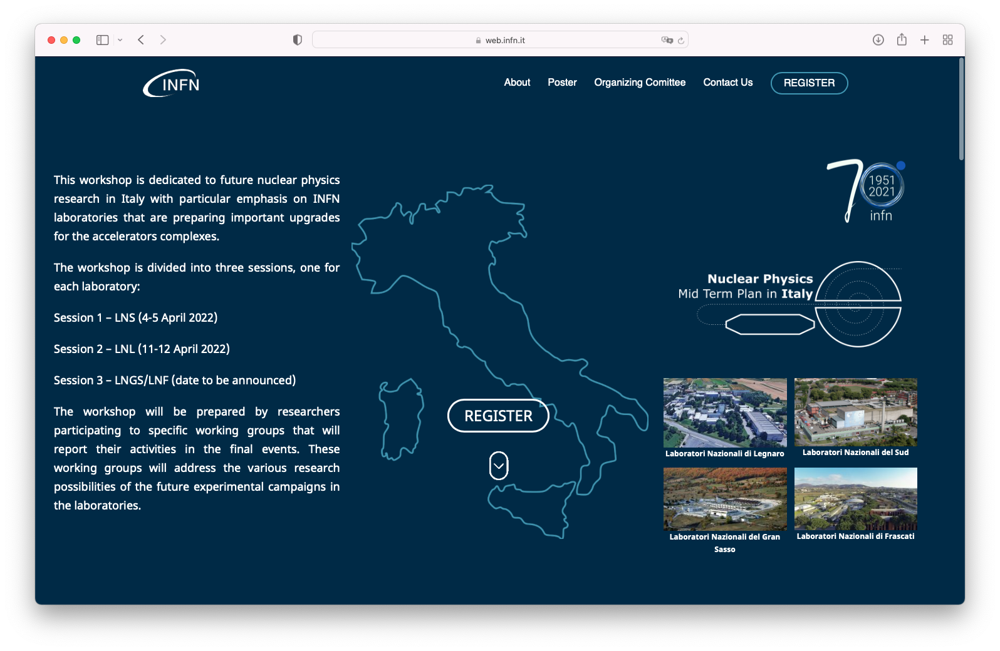 web.infn.it
INFN
About Poster Organizing Comittee Contact Us REGISTER
This workshop is dedicated to future nuclear physics
research in Italy with particular emphasis on INFN
laboratories that are preparing important upgrades
for the accelerators complexes.
The workshop is divided into three sessions, one for
each laboratory:
Session 1 – LNS (4-5 April 2022)
Session 2 – LNL (11-12 April 2022)
Session 3 – LNGS/LNF (date to be announced)
The workshop will be prepared by researchers
participating to specific working groups that will
report their activities in the final events. These
working groups will address the various research
possibilities of the future experimental campaigns in
the laboratories.
REGISTER
70
1951
2021
infn
Nuclear Physics
Mid Term Plan in Italy
Laboratori Nazionali di Legnaro
Laboratori Nazionali del Sud
Laboratori Nazionali del Gran
Sasso
Laboratori Nazionali di Frascati